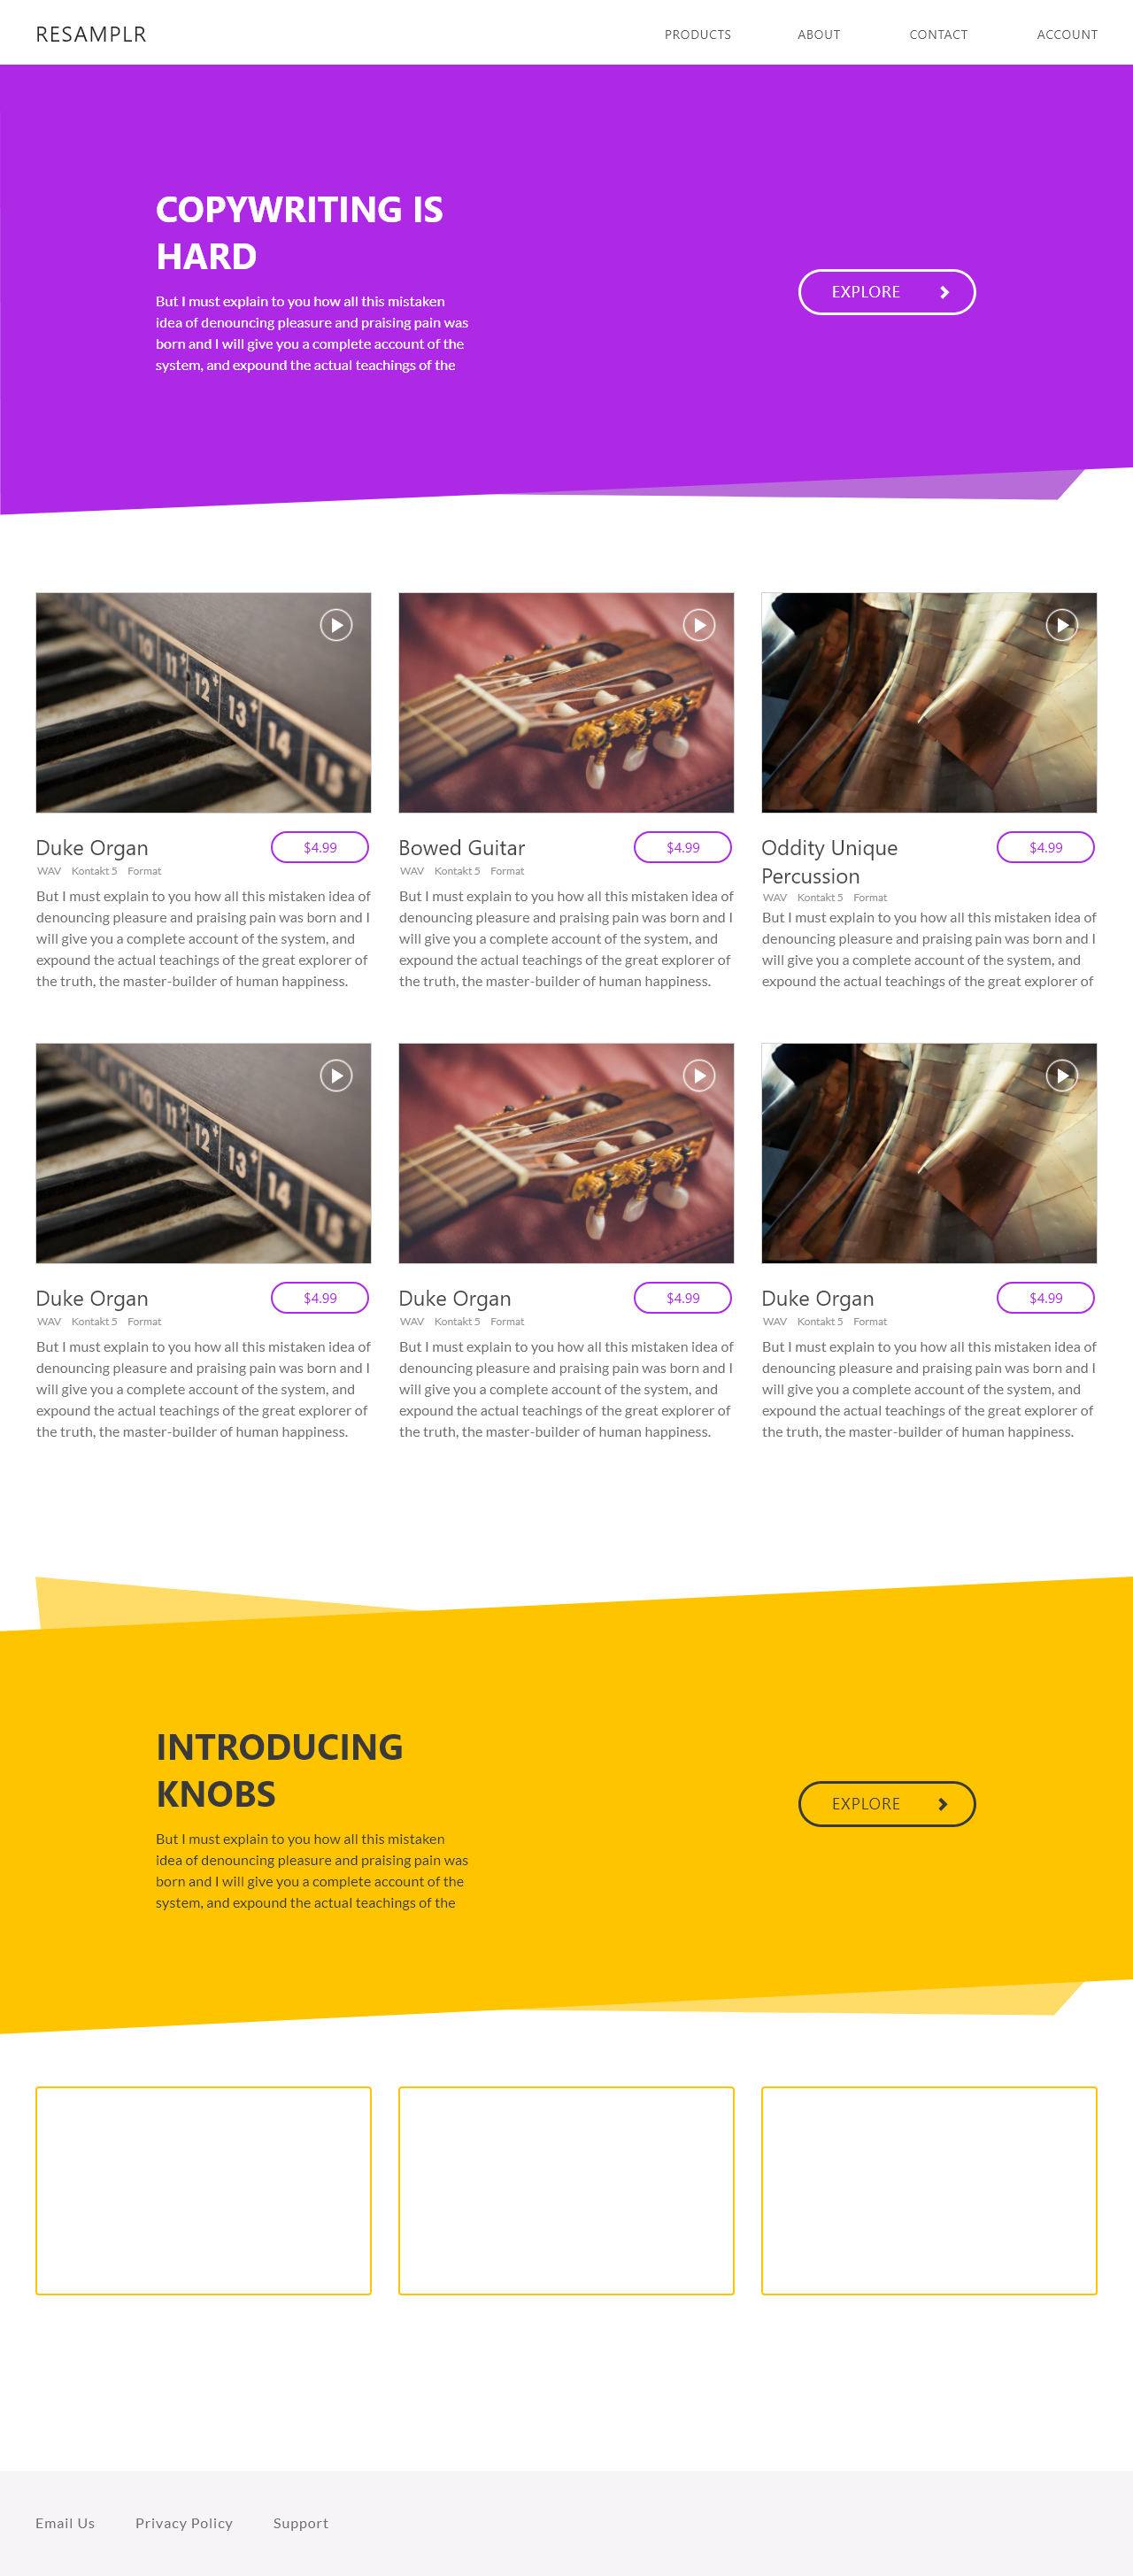 RESAMPLR
PRODUCTS ABOUT CONTACT ACCOUNT
COPYWRITING IS
HARD
But I must explain to you how all this mistaken
idea of denouncing pleasure and praising pain was
born and I will give you a complete account of the
system, and expound the actual teachings of the
EXPLORE
10 11 12 13 14 15
Duke Organ
$4.99
WAV Kontakt 5 Format
But I must explain to you how all this mistaken idea of
denouncing pleasure and praising pain was born and I
will give you a complete account of the system, and
expound the actual teachings of the great explorer of
the truth, the master-builder of human happiness.
Bowed Guitar
$4.99
WAV Kontakt 5 Format
But I must explain to you how all this mistaken idea of
denouncing pleasure and praising pain was born and I
will give you a complete account of the system, and
expound the actual teachings of the great explorer of
the truth, the master-builder of human happiness.
Oddity Unique
Percussion
$4.99
WAV Kontakt 5 Format
But I must explain to you how all this mistaken idea of
denouncing pleasure and praising pain was born and I
will give you a complete account of the system, and
expound the actual teachings of the great explorer of
10 11 12 13 14 15
Duke Organ
$4.99
WAV Kontakt 5 Format
But I must explain to you how all this mistaken idea of
denouncing pleasure and praising pain was born and I
will give you a complete account of the system, and
expound the actual teachings of the great explorer of
the truth, the master-builder of human happiness.
Duke Organ
$4.99
WAV Kontakt 5 Format
But I must explain to you how all this mistaken idea of
denouncing pleasure and praising pain was born and I
will give you a complete account of the system, and
expound the actual teachings of the great explorer of
the truth, the master-builder of human happiness.
Duke Organ
$4.99
WAV Kontakt 5 Format
But I must explain to you how all this mistaken idea of
denouncing pleasure and praising pain was born and I
will give you a complete account of the system, and
expound the actual teachings of the great explorer of
the truth, the master-builder of human happiness.
INTRODUCING
KNOBS
But I must explain to you how all this mistaken
idea of denouncing pleasure and praising pain was
born and I will give you a complete account of the
system, and expound the actual teachings of the
EXPLORE
Email Us Privacy Policy Support